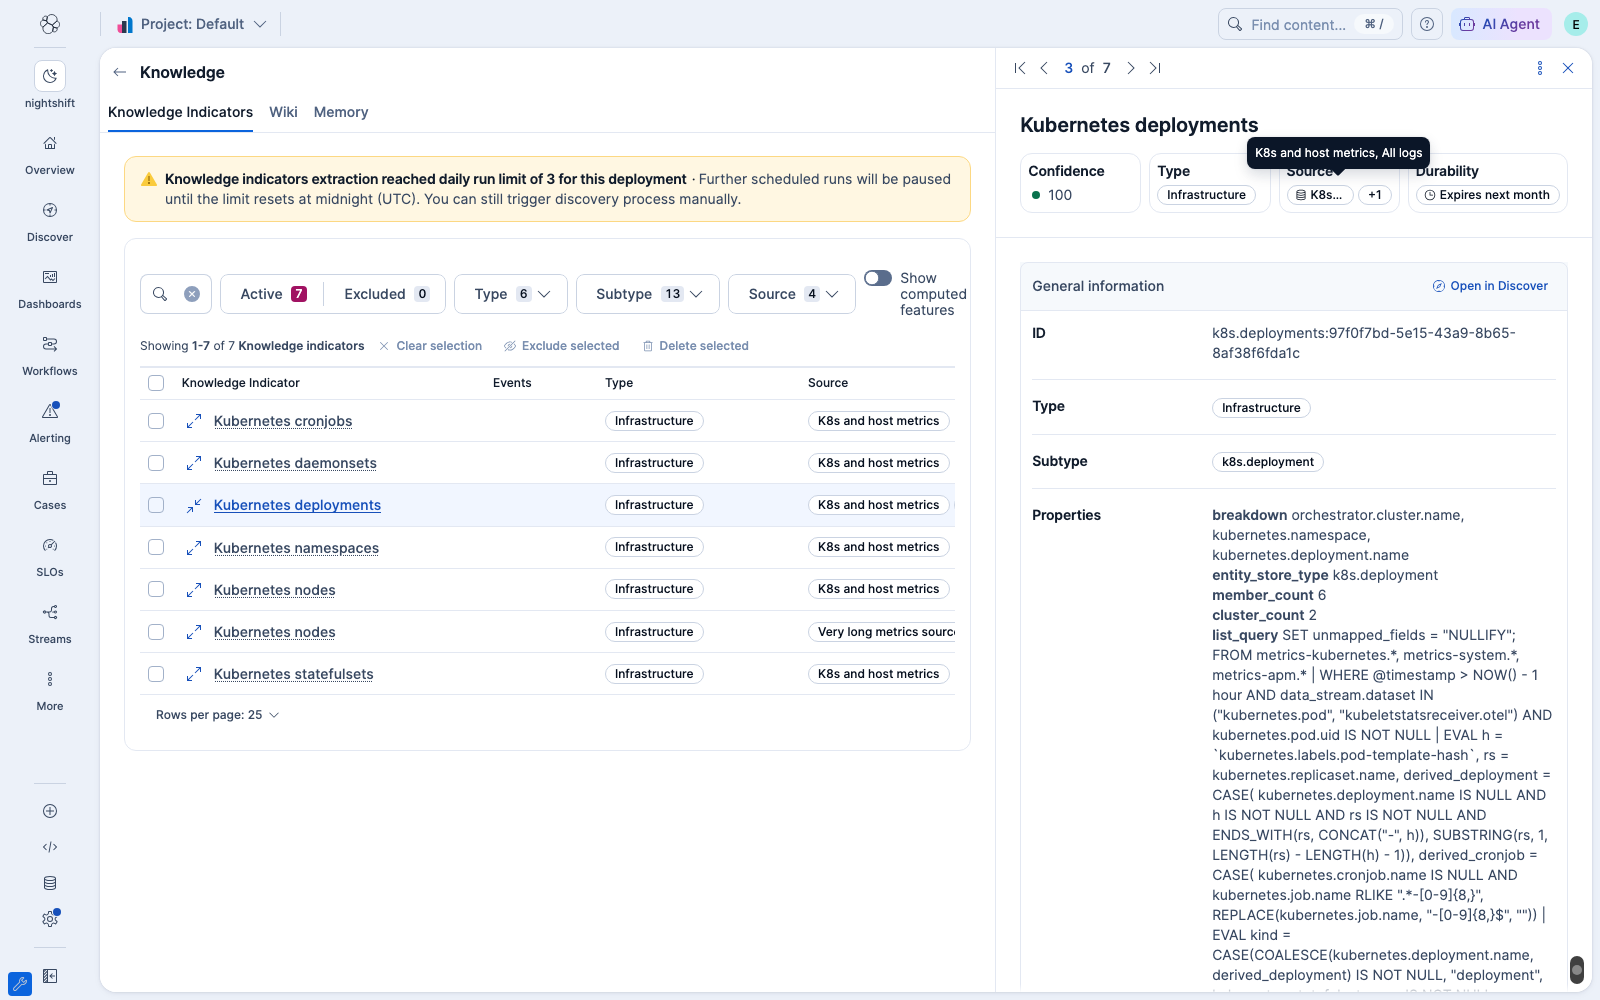 Project: Default
Find content...
⌘ /
AI Agent
E
nightshift
Overview
Discover
Dashboards
Workflows
Alerting
Cases
SLOs
Streams
More
Knowledge
Knowledge Indicators
Wiki
Memory
Knowledge indicators extraction reached daily run limit of 3 for this deployment · Further scheduled runs will be paused
until the limit resets at midnight (UTC). You can still trigger discovery process manually.
Active 7
Excluded 0
Type 6
Subtype 13
Source 4
Show
computed
features
Showing 1-7 of 7 Knowledge indicators
Clear selection
Exclude selected
Delete selected
Knowledge Indicator Events Type Source
Kubernetes cronjobs Infrastructure K8s and host metrics
Kubernetes daemonsets Infrastructure K8s and host metrics
Kubernetes deployments Infrastructure K8s and host metrics
Kubernetes namespaces Infrastructure K8s and host metrics
Kubernetes nodes Infrastructure K8s and host metrics
Kubernetes nodes Infrastructure Very long metrics sourc
Kubernetes statefulsets Infrastructure K8s and host metrics
Rows per page: 25
3 of 7
Kubernetes deployments
K8s and host metrics, All logs
Confidence
100
Type
Infrastructure
Source
K8s...
+1
Durability
Expires next month
General information
Open in Discover
ID
k8s.deployments:97f0f7bd-5e15-43a9-8b65-
8af38f6fda1c
Type
Infrastructure
Subtype
k8s.deployment
Properties
breakdown orchestrator.cluster.name,
kubernetes.namespace,
kubernetes.deployment.name
entity_store_type k8s.deployment
member_count 6
cluster_count 2
list_query SET unmapped_fields = "NULLIFY";
FROM metrics-kubernetes.*, metrics-system.*,
metrics-apm.* | WHERE @timestamp > NOW() - 1
hour AND data_stream.dataset IN
("kubernetes.pod", "kubeletstatsreceiver.otel") AND
kubernetes.pod.uid IS NOT NULL | EVAL h =
`kubernetes.labels.pod-template-hash`, rs =
kubernetes.replicaset.name, derived_deployment =
CASE( kubernetes.deployment.name IS NULL AND
h IS NOT NULL AND rs IS NOT NULL AND
ENDS_WITH(rs, CONCAT("-", h)), SUBSTRING(rs, 1,
LENGTH(rs) - LENGTH(h) - 1)), derived_cronjob =
CASE( kubernetes.cronjob.name IS NULL AND
kubernetes.job.name RLIKE ".*-[0-9]{8,}",
REPLACE(kubernetes.job.name, "-[0-9]{8,}$", "")) |
EVAL kind =
CASE(COALESCE(kubernetes.deployment.name,
derived_deployment) IS NOT NULL, "deployment",